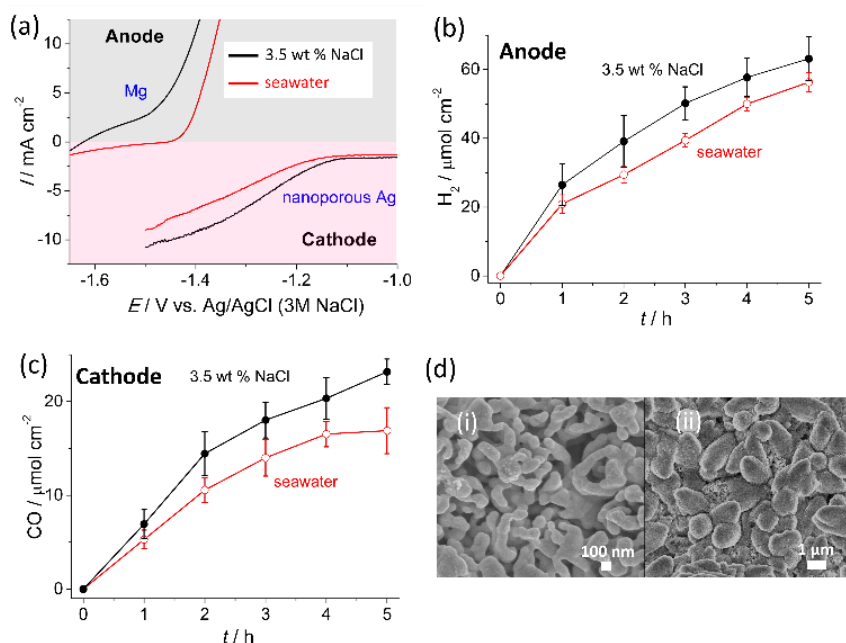 (a)
Anode
3.5 wt % NaCl
seawater
Mg
nanoporous Ag
Cathode
I / mA cm⁻²
10
5
0
-5
-10
-1.6
-1.4
-1.2
-1.0
E / V vs. Ag/AgCl (3M NaCl)
(b)
Anode
3.5 wt % NaCl
seawater
H₂ / μmol cm⁻²
60
40
20
0
0
1
2
3
4
5
t / h
(c)
Cathode
3.5 wt % NaCl
seawater
CO / μmol cm⁻²
20
10
0
0
1
2
3
4
5
t / h
(d)
(i)
100 nm
(ii)
1 μm